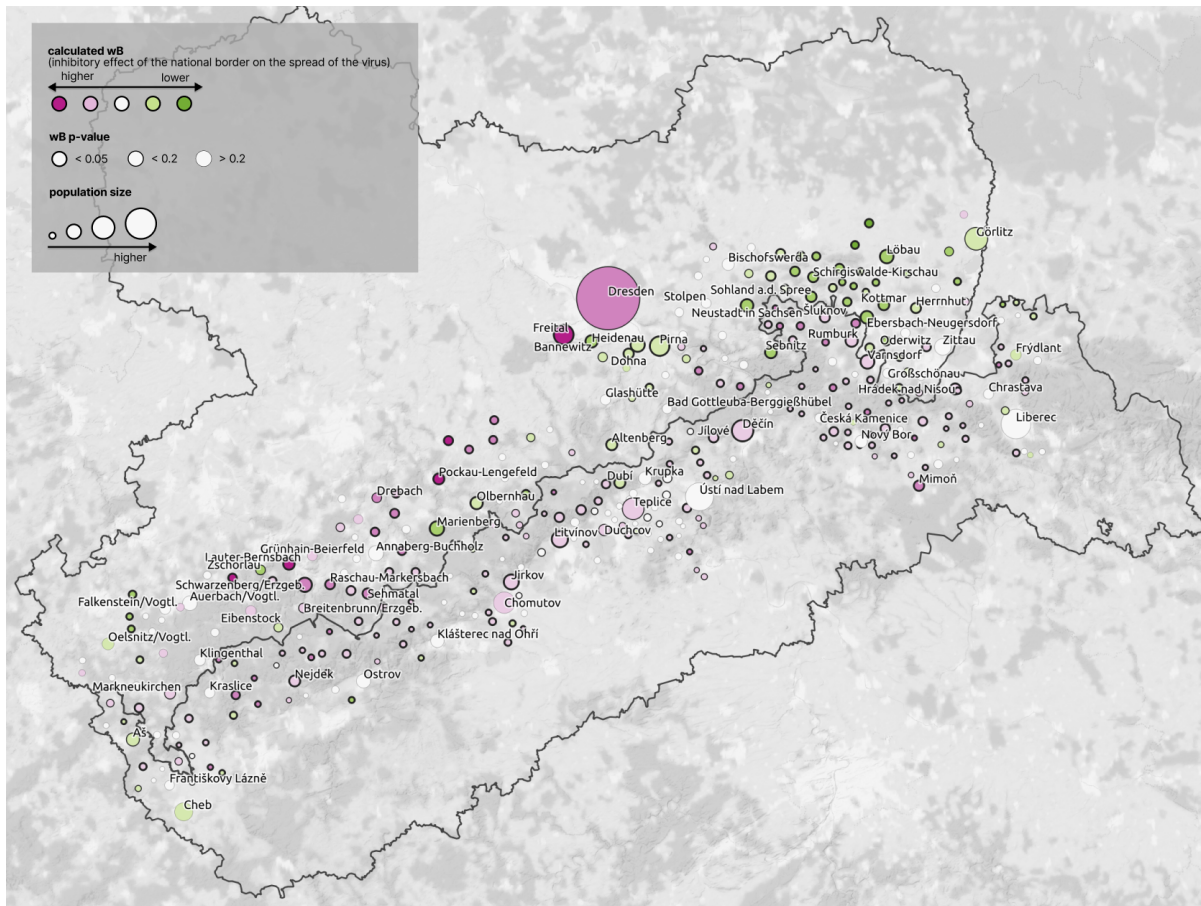 calculated wB
(inhibitory effect of the national border on the spread of the virus)
higher lower
wB p-value
< 0.05 < 0.2 > 0.2
population size
higher
Görlitz
Bischofswerda
Löbau
Schirgiswalde-Kirschau
Dresden
Stolpen
Sohland a.d. Spree
Kottmar
Herrnhut
Neustadt in Sachsen
Šluknov
Ebersbach-Neugersdorf
Freital
Heidenau
Pirna
Rumburk
Oderwitz
Zittau
Bannewitz
Sebnitz
Dohna
Varnsdorf
Frýdlant
Großschönau
Glashütte
Hrádek nad Nisou
Chrastava
Bad Gottleuba-Berggießhübel
Česká Kamenice
Liberec
Děčín
Jílové
Nový Bor
Altenberg
Pockau-Lengefeld
Dubí
Krupka
Mimoň
Drebach
Olbernhau
Ústí nad Labem
Teplice
Marienberg
Litvínov
Duchcov
Grünhain-Beierfeld
Annaberg-Buchholz
Lauter-Bernsbach
Zschorlau
Raschau-Markersbach
Jirkov
Schwarzenberg/Erzgeb.
Sehmatal
Auerbach/Vogtl.
Falkenstein/Vogtl.
Breitenbrunn/Erzgeb.
Chomutov
Eibenstock
Oelsnitz/Vogtl.
Klášterec nad Ohří
Klingenthal
Nejdek
Ostrov
Markneukirchen
Kraslice
Aš
Františkovy Lázně
Cheb